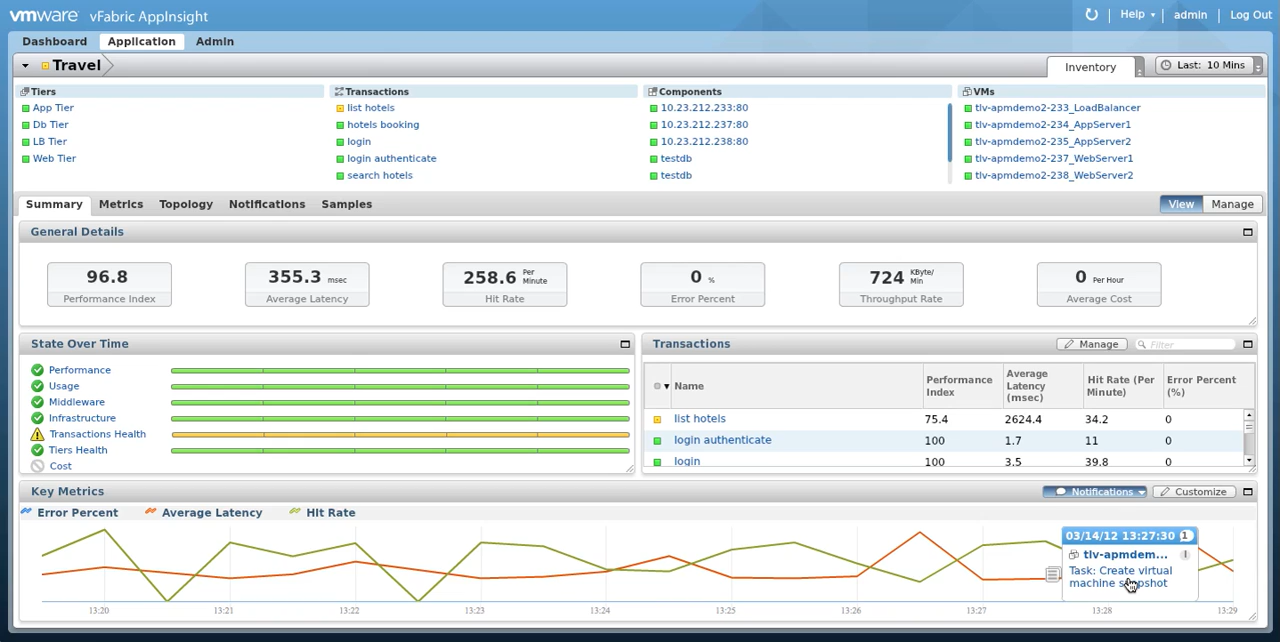 vmware vFabric AppInsight
Help admin Log Out
Dashboard Application Admin
Travel
Inventory Last: 10 Mins
Tiers
App Tier
Db Tier
LB Tier
Web Tier
Transactions
list hotels
hotels booking
login
login authenticate
search hotels
Components
10.23.212.233:80
10.23.212.237:80
10.23.212.238:80
testdb
testdb
VMs
tlv-apmdemo2-233_LoadBalancer
tlv-apmdemo2-234_AppServer1
tlv-apmdemo2-235_AppServer2
tlv-apmdemo2-237_WebServer1
tlv-apmdemo2-238_WebServer2
Summary Metrics Topology Notifications Samples View Manage
General Details
96.8
Performance Index
355.3 msec
Average Latency
258.6 Per Minute
Hit Rate
0 %
Error Percent
724 KByte/Min
Throughput Rate
0 Per Hour
Average Cost
State Over Time
Performance
Usage
Middleware
Infrastructure
Transactions Health
Tiers Health
Cost
Transactions Manage Filter
Name Performance Index Average Latency (msec) Hit Rate (Per Minute) Error Percent (%)
list hotels 75.4 2624.4 34.2 0
login authenticate 100 1.7 11 0
login 100 3.5 39.8 0
Key Metrics Notifications Customize
Error Percent Average Latency Hit Rate
03/14/12 13:27:30 1
tlv-apmdem...
Task: Create virtual
machine snapshot
13:20 13:21 13:22 13:23 13:24 13:25 13:26 13:27 13:28 13:29